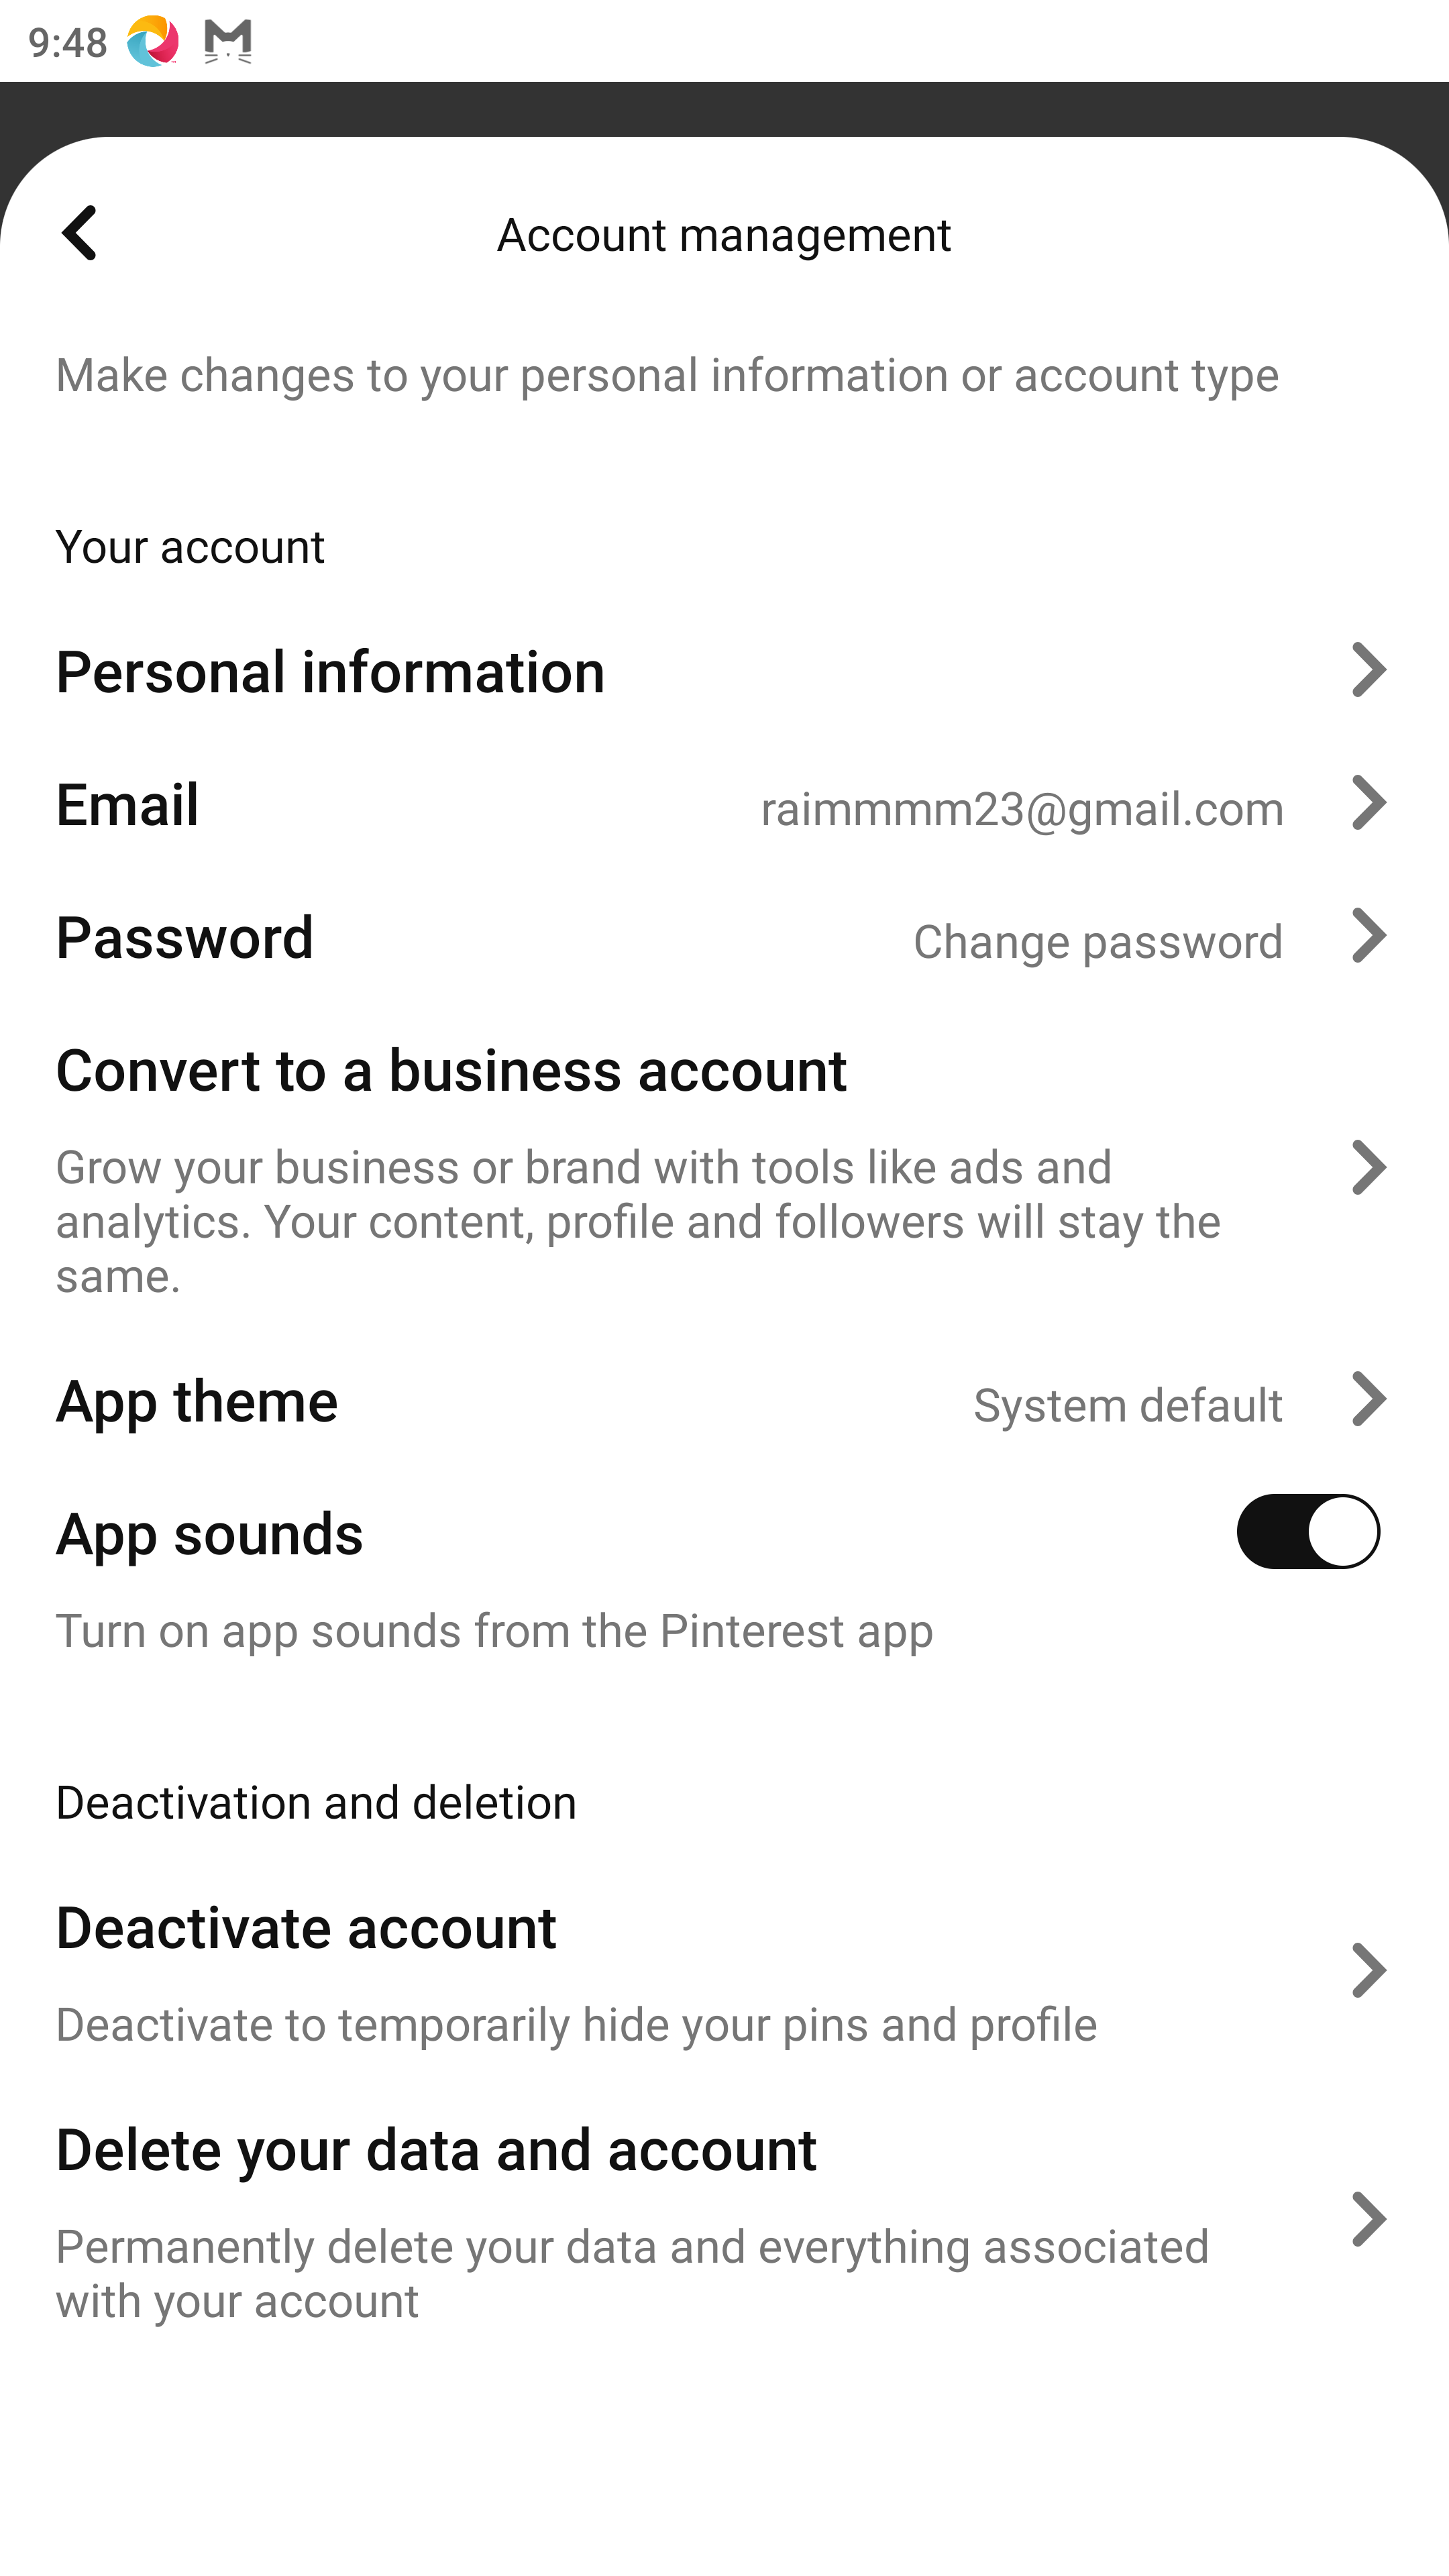 9:48
Account management
Make changes to your personal information or account type
Your account
Personal information
Email raimmmm23@gmail.com
Password Change password
Convert to a business account
Grow your business or brand with tools like ads and
analytics. Your content, profile and followers will stay the
same.
App theme System default
App sounds
Turn on app sounds from the Pinterest app
Deactivation and deletion
Deactivate account
Deactivate to temporarily hide your pins and profile
Delete your data and account
Permanently delete your data and everything associated
with your account